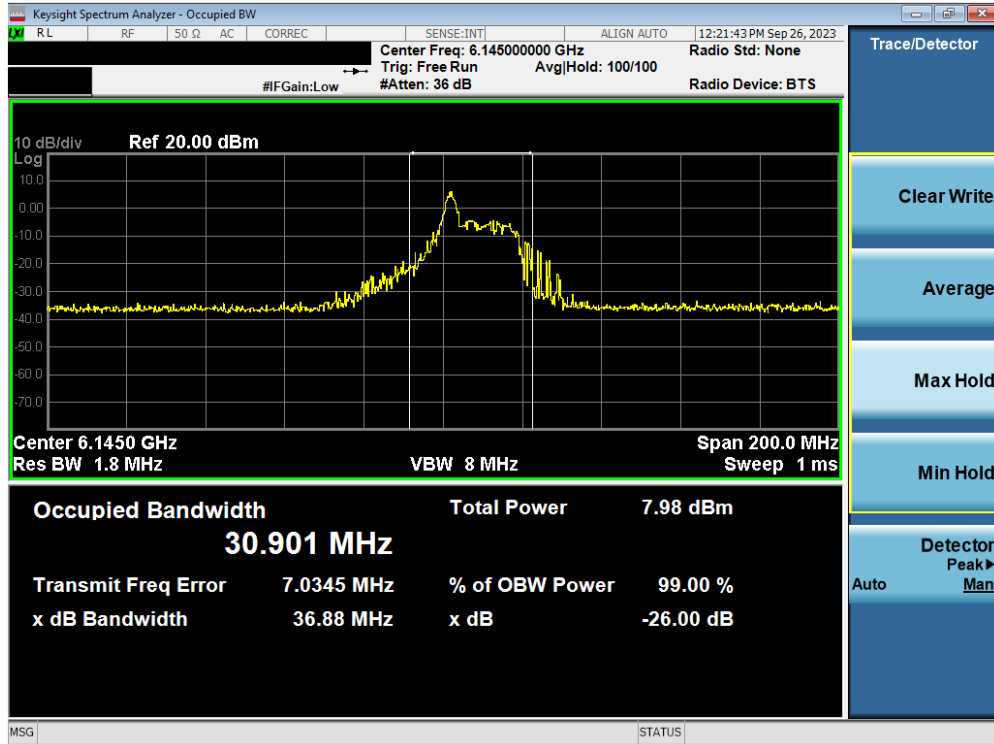 Keysight Spectrum Analyzer - Occupied BW
LXI RL RF 50 Ω AC CORREC SENSE:INT ALIGN AUTO 12:21:43 PM Sep 26, 2023
Center Freq: 6.145000000 GHz Radio Std: None
Trig: Free Run Avg|Hold: 100/100
#IFGain:Low #Atten: 36 dB Radio Device: BTS
10 dB/div Ref 20.00 dBm
Log
10.0
0.00
-10.0
-20.0
-30.0
-40.0
-50.0
-60.0
-70.0
Center 6.1450 GHz Span 200.0 MHz
Res BW 1.8 MHz VBW 8 MHz Sweep 1 ms
Occupied Bandwidth Total Power 7.98 dBm
30.901 MHz
Transmit Freq Error 7.0345 MHz % of OBW Power 99.00 %
x dB Bandwidth 36.88 MHz x dB -26.00 dB
MSG STATUS
Trace/Detector
Clear Write
Average
Max Hold
Min Hold
Detector
Peak▶
Auto Man